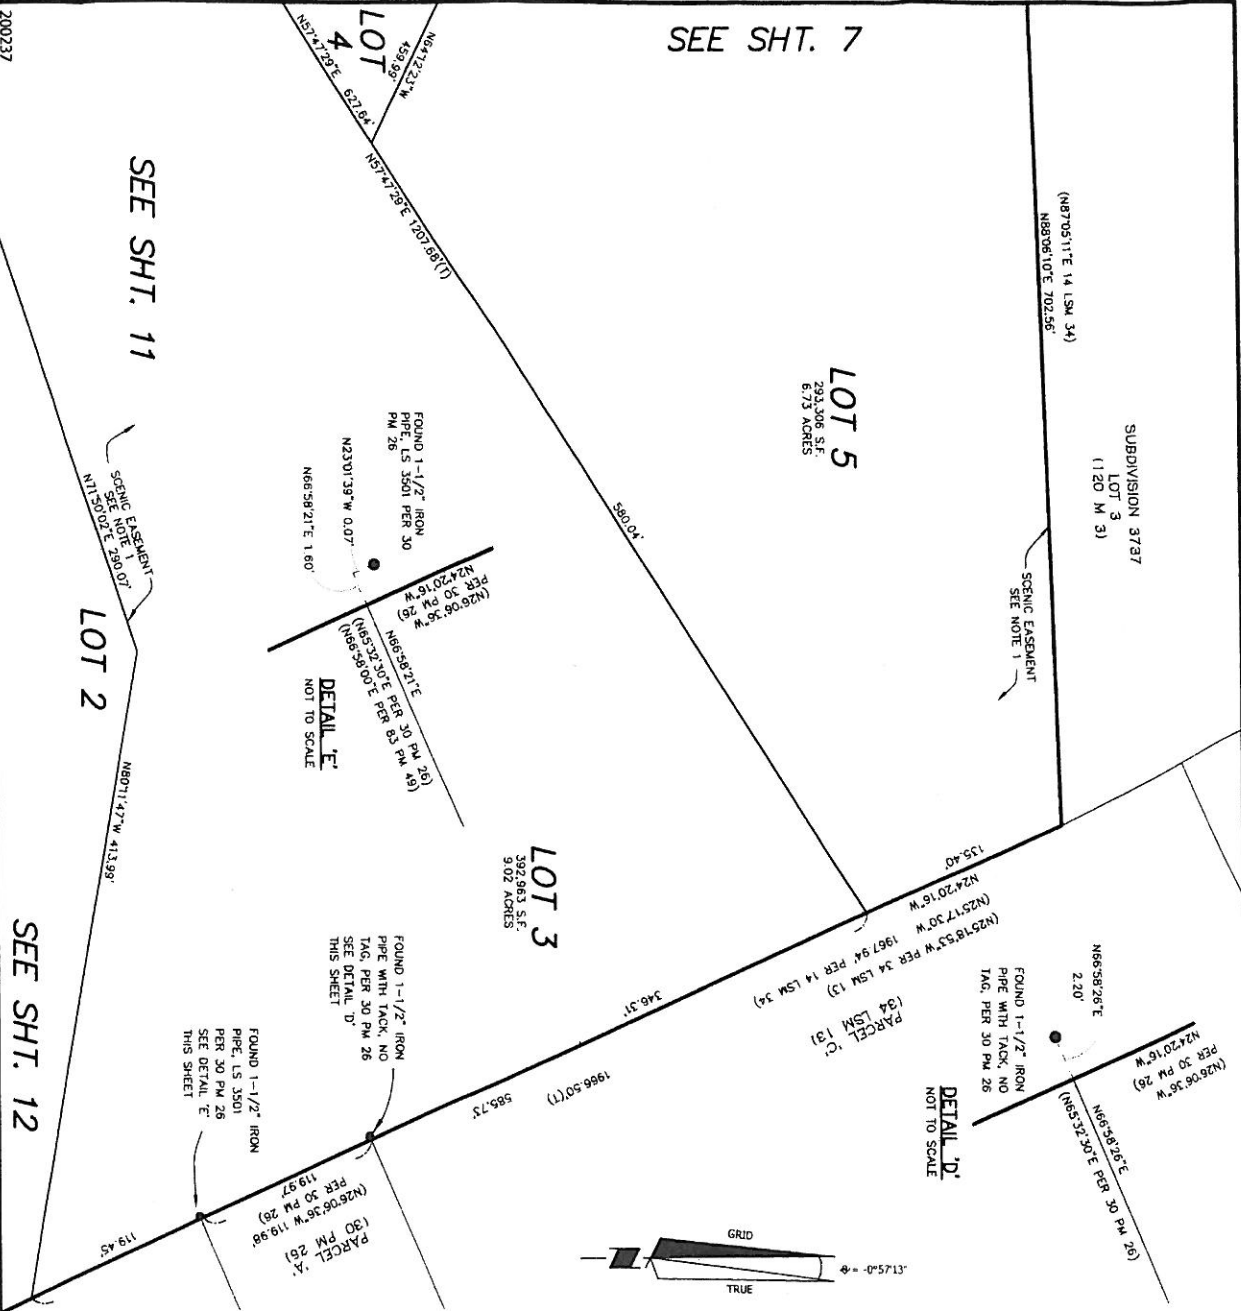 SEE SHT. 7
LOT
4
N64°12'23"W
459.99'
N57°47'29"E 627.64'
N57°47'29"E 1207.68'(T)
580.04'
(N87°05'11"E 14 LSM 34)
N88°06'10"E 702.56'
SUBDIVISION 3737
LOT 3
(120 M 3)
LOT 5
293,306 S.F.
6.73 ACRES
SCENIC EASEMENT
SEE NOTE 1
SEE SHT. 11
SCENIC EASEMENT
SEE NOTE 1
N71°50'02"E 290.07'
LOT 2
N80°11'47"W 413.99'
FOUND 1-1/2" IRON
PIPE, LS 3501 PER 30
PM 26
N23°01'39"W 0.07'
N66°58'21"E 1.60'
(N26°06'36"W
PER 30 PM 26)
N24°20'16"W
N66°58'21"E
(N65°32'30"E PER 30 PM 26)
(N66°58'00"E PER 83 PM 49)
DETAIL 'E'
NOT TO SCALE
LOT 3
392,963 S.F.
9.02 ACRES
135.40'
N24°20'16"W
(N25°17'30"W 1967.94' PER 14 LSM 34)
(N25°18'53"W PER 34 LSM 13)
PARCEL 'C'
(34 LSM 13)
346.31'
1966.50'(T)
585.73'
N66°58'26"E
2.20'
FOUND 1-1/2" IRON
PIPE WITH TACK, NO
TAG, PER 30 PM 26
(N26°06'36"W
PER 30 PM 26)
N24°20'16"W
N66°58'26"E
(N65°32'30"E PER 30 PM 26)
DETAIL 'D'
NOT TO SCALE
FOUND 1-1/2" IRON
PIPE WITH TACK, NO
TAG, PER 30 PM 26
SEE DETAIL 'D'
THIS SHEET
FOUND 1-1/2" IRON
PIPE, LS 3501
PER 30 PM 26
SEE DETAIL 'E'
THIS SHEET
119.97'
(N26°06'36"W 119.98'
PER 30 PM 26)
PARCEL 'A'
(30 PM 26)
119.45'
SEE SHT. 12
GRID
TRUE
= -0°57'13"
200237